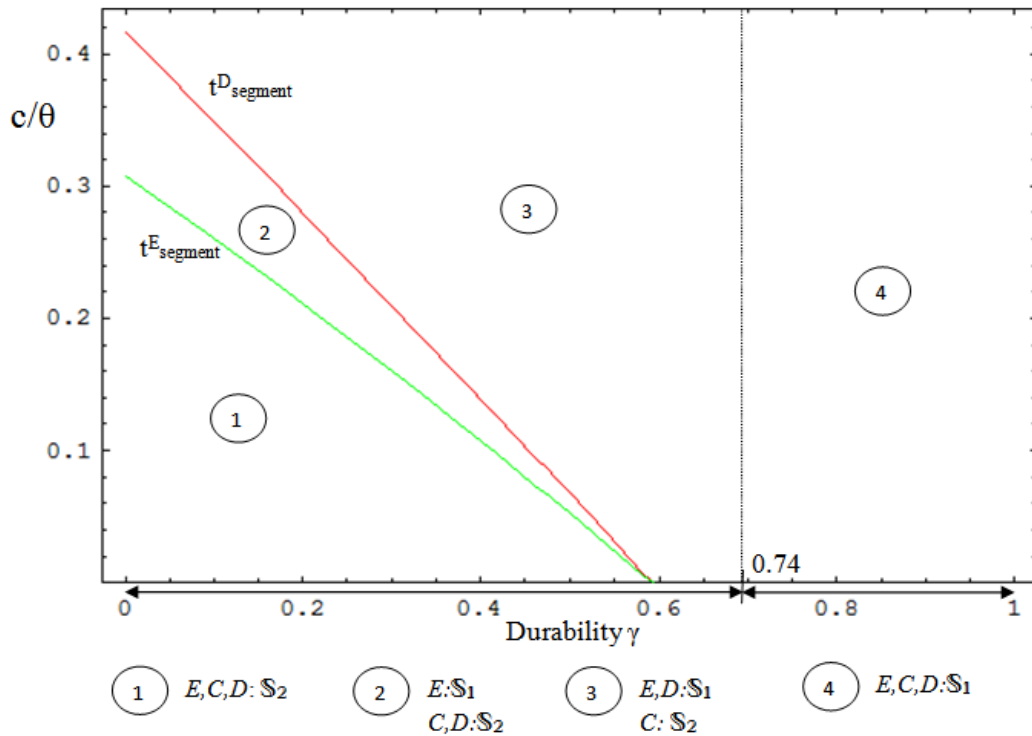 0.4
t^D_segment
c/θ
0.3
2
3
t^E_segment
4
0.2
1
0.1
0.74
0 0.2 0.4 0.6 0.8 1
Durability γ
1 E,C,D: 𝕊₂ 2 E:𝕊₁ 3 E,D:𝕊₁ 4 E,C,D:𝕊₁
C,D:𝕊₂ C: 𝕊₂